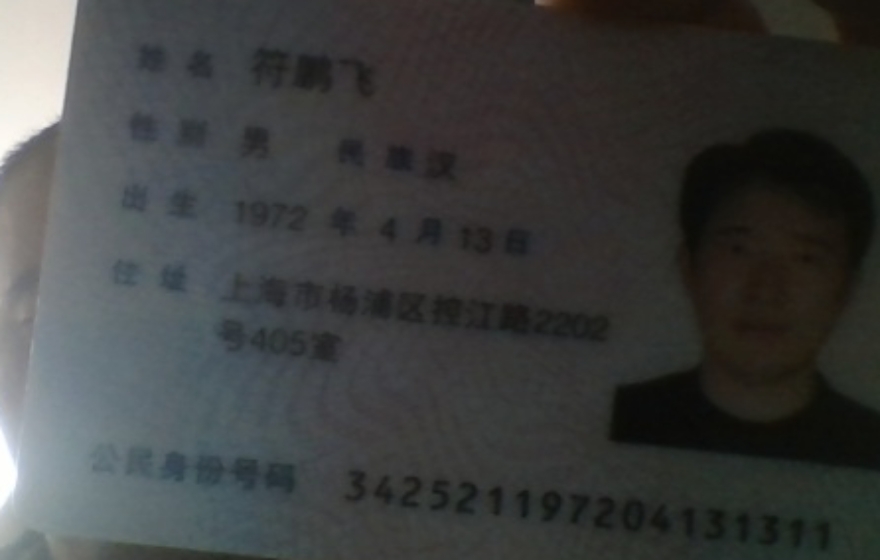 姓名 符鹏飞
性别 男 民族 汉
出生 1972 年 4 月 13 日
住址 上海市杨浦区控江路2202
号405室
公民身份号码 342521197204131311